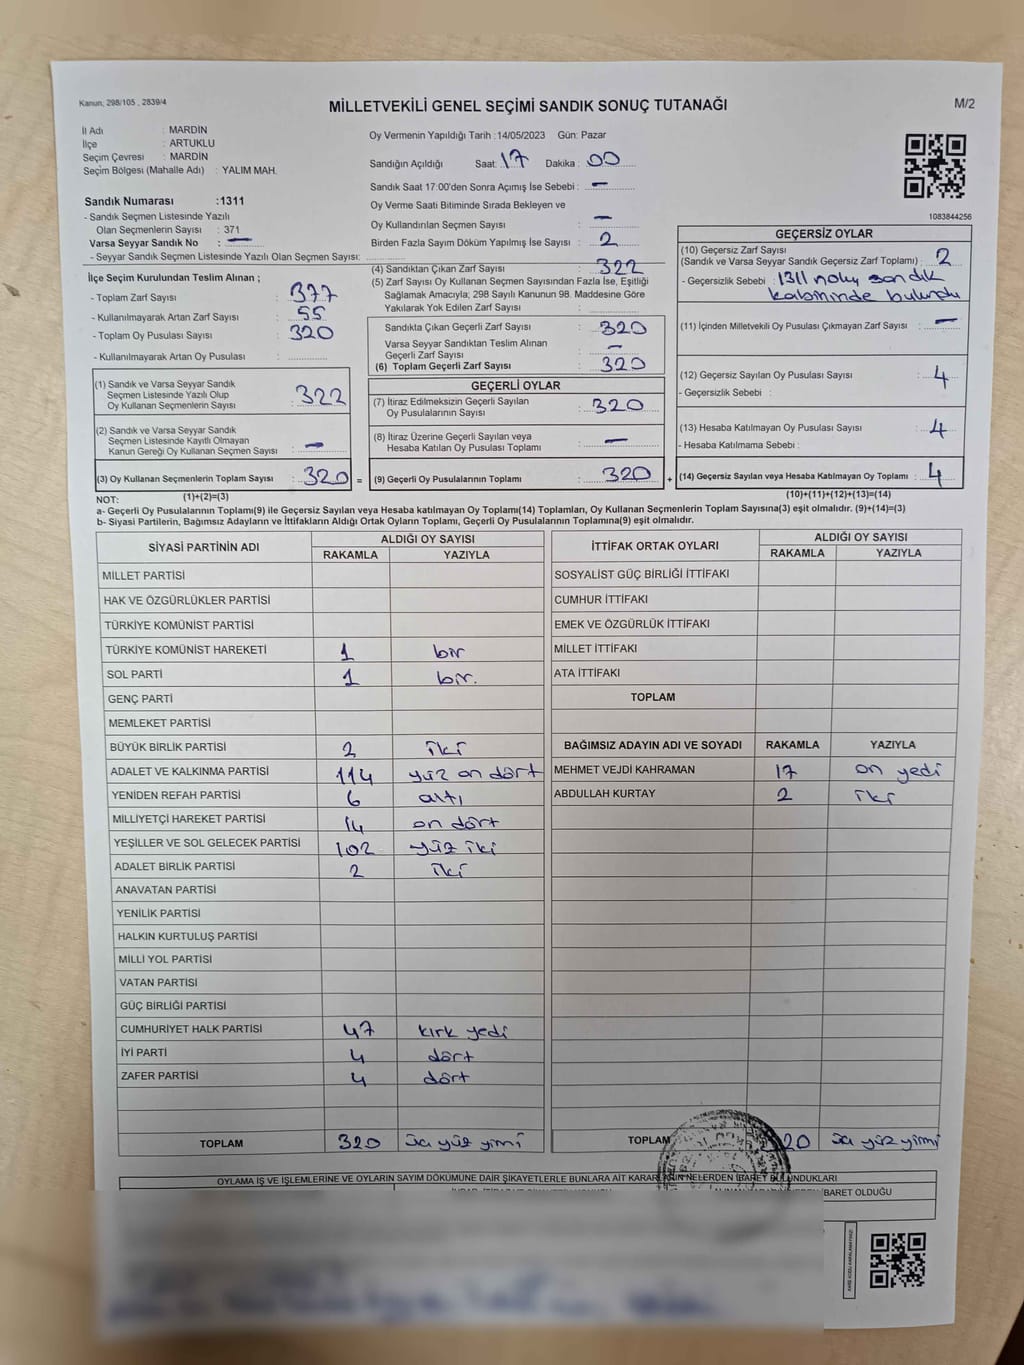 Kanun, 298/105 , 2839/4
MİLLETVEKİLİ GENEL SEÇİMİ SANDIK SONUÇ TUTANAĞI
M/2
İl Adı : MARDİN
İlçe : ARTUKLU
Seçim Çevresi : MARDİN
Seçim Bölgesi (Mahalle Adı) : YALIM MAH.
Sandık Numarası :1311
- Sandık Seçmen Listesinde Yazılı
Olan Seçmenlerin Sayısı : 371
Varsa Seyyar Sandık No : —
- Seyyar Sandık Seçmen Listesinde Yazılı Olan Seçmen Sayısı:
Oy Vermenin Yapıldığı Tarih :14/05/2023 Gün: Pazar
Sandığın Açıldığı Saat: 17 Dakika : 00
Sandık Saat 17:00'den Sonra Açımış İse Sebebi : —
Oy Verme Saati Bitiminde Sırada Bekleyen ve
Oy Kullandırılan Seçmen Sayısı : —
Birden Fazla Sayım Döküm Yapılmış İse Sayısı : 2
1083844256
İlçe Seçim Kurulundan Teslim Alınan ;
- Toplam Zarf Sayısı : 377
- Kullanılmayarak Artan Zarf Sayısı : 55
- Toplam Oy Pusulası Sayısı : 320
- Kullanılmayarak Artan Oy Pusulası :
(4) Sandıktan Çıkan Zarf Sayısı : 322
(5) Zarf Sayısı Oy Kullanan Seçmen Sayısından Fazla İse, Eşitliği
Sağlamak Amacıyla; 298 Sayılı Kanunun 98. Maddesine Göre
Yakılarak Yok Edilen Zarf Sayısı :
Sandıkta Çıkan Geçerli Zarf Sayısı : 320
Varsa Seyyar Sandıktan Teslim Alınan
Geçerli Zarf Sayısı : —
(6) Toplam Geçerli Zarf Sayısı : 320
GEÇERSİZ OYLAR
(10) Geçersiz Zarf Sayısı
(Sandık ve Varsa Seyyar Sandık Geçersiz Zarf Toplamı) : 2
- Geçersizlik Sebebi : 1311 nolu sandık
kabininde bulundu
(11) İçinden Milletvekili Oy Pusulası Çıkmayan Zarf Sayısı : —
(12) Geçersiz Sayılan Oy Pusulası Sayısı : 4
- Geçersizlik Sebebi :
(13) Hesaba Katılmayan Oy Pusulası Sayısı : 4
- Hesaba Katılmama Sebebi :
(14) Geçersiz Sayılan veya Hesaba Katılmayan Oy Toplamı : 4
(10)+(11)+(12)+(13)=(14)
(1) Sandık ve Varsa Seyyar Sandık
Seçmen Listesinde Yazılı Olup
Oy Kullanan Seçmenlerin Sayısı : 322
(2) Sandık ve Varsa Seyyar Sandık
Seçmen Listesinde Kayıtlı Olmayan
Kanun Gereği Oy Kullanan Seçmen Sayısı : —
(3) Oy Kullanan Seçmenlerin Toplam Sayısı : 320 =
GEÇERLİ OYLAR
(7) İtiraz Edilmeksizin Geçerli Sayılan
Oy Pusulalarının Sayısı : 320
(8) İtiraz Üzerine Geçerli Sayılan veya
Hesaba Katılan Oy Pusulası Toplamı : —
(9) Geçerli Oy Pusulalarının Toplamı : 320 +
NOT: (1)+(2)=(3)
a- Geçerli Oy Pusulalarının Toplamı(9) ile Geçersiz Sayılan veya Hesaba katılmayan Oy Toplamı(14) Toplamları, Oy Kullanan Seçmenlerin Toplam Sayısına(3) eşit olmalıdır. (9)+(14)=(3)
b- Siyasi Partilerin, Bağımsız Adayların ve İttifakların Aldığı Ortak Oyların Toplamı, Geçerli Oy Pusulalarının Toplamına(9) eşit olmalıdır.
SİYASİ PARTİNİN ADI ALDIĞI OY SAYISI
RAKAMLA YAZIYLA
MİLLET PARTİSİ
HAK VE ÖZGÜRLÜKLER PARTİSİ
TÜRKİYE KOMÜNİST PARTİSİ
TÜRKİYE KOMÜNİST HAREKETİ 1 bir
SOL PARTİ 1 bir.
GENÇ PARTİ
MEMLEKET PARTİSİ
BÜYÜK BİRLİK PARTİSİ 2 iki
ADALET VE KALKINMA PARTİSİ 114 yüz on dört
YENİDEN REFAH PARTİSİ 6 altı
MİLLİYETÇİ HAREKET PARTİSİ 14 on dört
YEŞİLLER VE SOL GELECEK PARTİSİ 102 yüz iki
ADALET BİRLİK PARTİSİ 2 iki
ANAVATAN PARTİSİ
YENİLİK PARTİSİ
HALKIN KURTULUŞ PARTİSİ
MİLLİ YOL PARTİSİ
VATAN PARTİSİ
GÜÇ BİRLİĞİ PARTİSİ
CUMHURİYET HALK PARTİSİ 47 kırk yedi
İYİ PARTİ 4 dört
ZAFER PARTİSİ 4 dört
TOPLAM 320 üç yüz yirmi
İTTİFAK ORTAK OYLARI ALDIĞI OY SAYISI
RAKAMLA YAZIYLA
SOSYALİST GÜÇ BİRLİĞİ İTTİFAKI
CUMHUR İTTİFAKI
EMEK VE ÖZGÜRLÜK İTTİFAKI
MİLLET İTTİFAKI
ATA İTTİFAKI
TOPLAM
BAĞIMSIZ ADAYIN ADI VE SOYADI RAKAMLA YAZIYLA
MEHMET VEJDİ KAHRAMAN 17 on yedi
ABDULLAH KURTAY 2 iki
TOPLAM 320 üç yüz yirmi
OYLAMA İŞ VE İŞLEMLERİNE VE OYLARIN SAYIM DÖKÜMÜNE DAİR ŞİKAYETLERLE BUNLARA AİT KARARLARIN NELERDEN İBARET BULUNDUKLARI
İBARET OLDUĞU